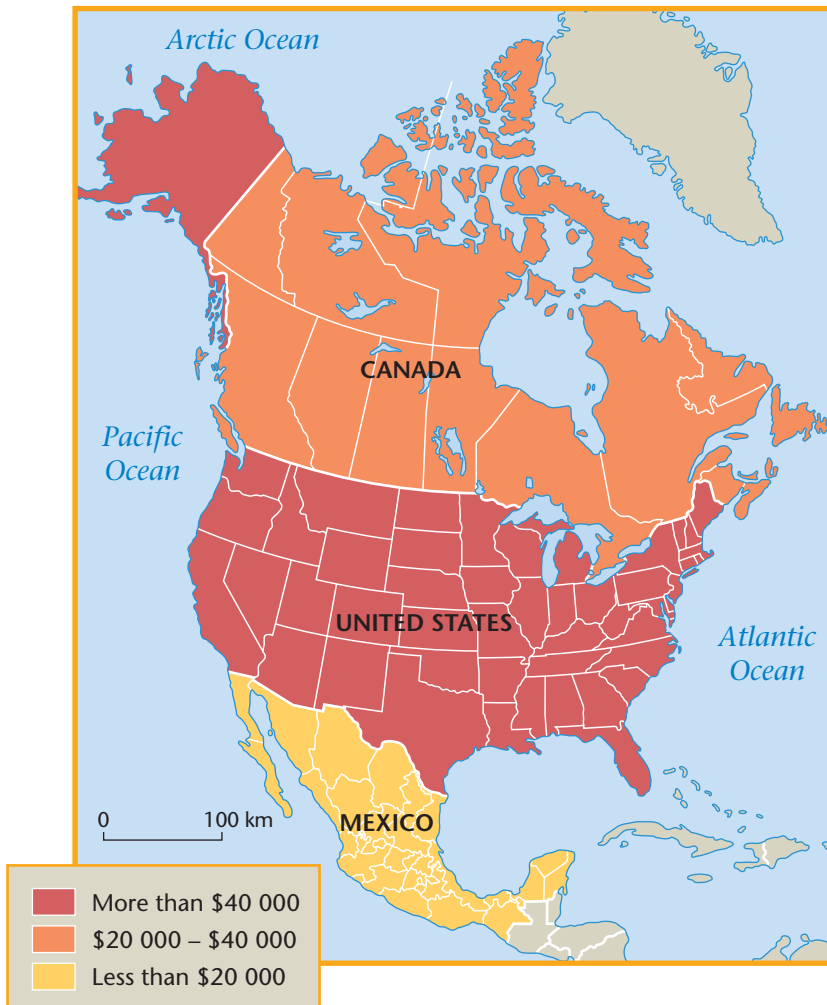 Arctic Ocean
CANADA
Pacific
Ocean
UNITED STATES
Atlantic
Ocean
MEXICO
0 100 km
More than $40 000
$20 000 – $40 000
Less than $20 000